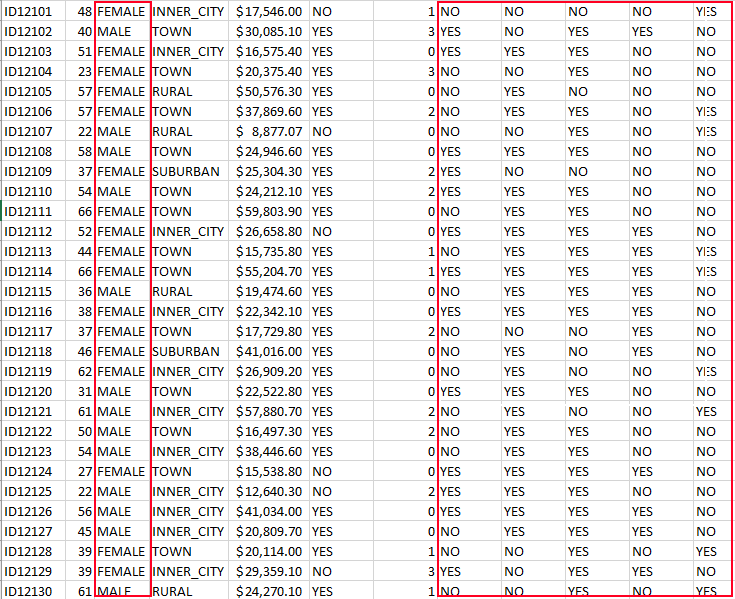 ID12101 48 FEMALE INNER_CITY $17,546.00 NO 1 NO NO NO NO YES
ID12102 40 MALE TOWN $30,085.10 YES 3 YES NO YES YES NO
ID12103 51 FEMALE INNER_CITY $16,575.40 YES 0 YES YES YES NO NO
ID12104 23 FEMALE TOWN $20,375.40 YES 3 NO NO YES NO NO
ID12105 57 FEMALE RURAL $50,576.30 YES 0 NO YES NO NO NO
ID12106 57 FEMALE TOWN $37,869.60 YES 2 NO YES YES NO YES
ID12107 22 MALE RURAL $ 8,877.07 NO 0 NO NO YES NO YES
ID12108 58 MALE TOWN $24,946.60 YES 0 YES YES YES NO NO
ID12109 37 FEMALE SUBURBAN $25,304.30 YES 2 YES NO NO NO NO
ID12110 54 MALE TOWN $24,212.10 YES 2 YES YES YES NO NO
ID12111 66 FEMALE TOWN $59,803.90 YES 0 NO YES YES NO NO
ID12112 52 FEMALE INNER_CITY $26,658.80 NO 0 YES YES YES YES NO
ID12113 44 FEMALE TOWN $15,735.80 YES 1 NO YES YES YES YES
ID12114 66 FEMALE TOWN $55,204.70 YES 1 YES YES YES YES YES
ID12115 36 MALE RURAL $19,474.60 YES 0 NO YES YES YES NO
ID12116 38 FEMALE INNER_CITY $22,342.10 YES 0 YES YES YES YES NO
ID12117 37 FEMALE TOWN $17,729.80 YES 2 NO NO NO YES NO
ID12118 46 FEMALE SUBURBAN $41,016.00 YES 0 NO YES NO YES NO
ID12119 62 FEMALE INNER_CITY $26,909.20 YES 0 NO YES NO NO YES
ID12120 31 MALE TOWN $22,522.80 YES 0 YES YES YES NO NO
ID12121 61 MALE INNER_CITY $57,880.70 YES 2 NO YES NO NO YES
ID12122 50 MALE TOWN $16,497.30 YES 2 NO YES YES NO NO
ID12123 54 MALE INNER_CITY $38,446.60 YES 0 NO YES YES NO NO
ID12124 27 FEMALE TOWN $15,538.80 NO 0 YES YES YES YES NO
ID12125 22 MALE INNER_CITY $12,640.30 NO 2 YES YES YES NO NO
ID12126 56 MALE INNER_CITY $41,034.00 YES 0 YES YES YES YES NO
ID12127 45 MALE INNER_CITY $20,809.70 YES 0 NO YES YES YES NO
ID12128 39 FEMALE TOWN $20,114.00 YES 1 NO NO YES NO YES
ID12129 39 FEMALE INNER_CITY $29,359.10 NO 3 YES NO YES YES NO
ID12130 61 MALE RURAL $24,270.10 YES 1 NO NO YES NO YES